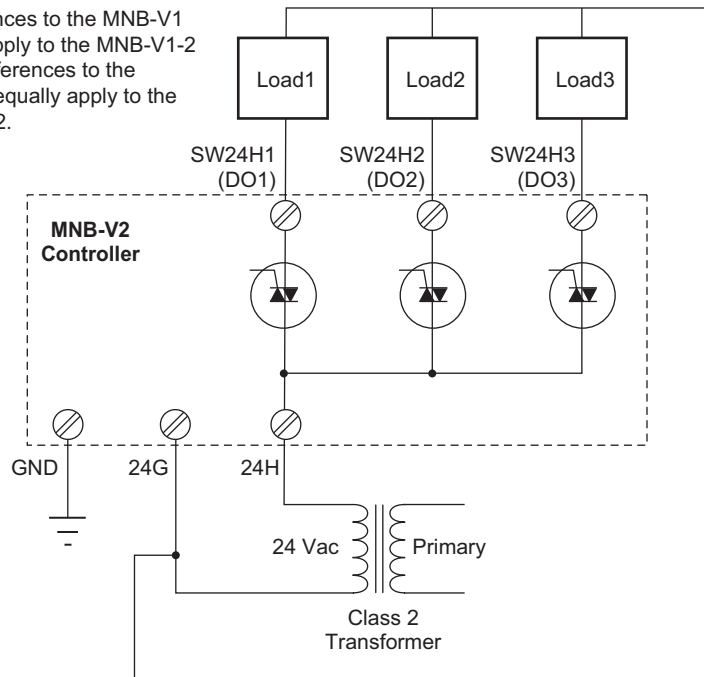 nces to the MNB-V1
pply to the MNB-V1-2
ferences to the
equally apply to the
2.
Load1
Load2
Load3
SW24H1
(DO1)
SW24H2
(DO2)
SW24H3
(DO3)
MNB-V2
Controller
GND
24G
24H
24 Vac
Primary
Class 2
Transformer